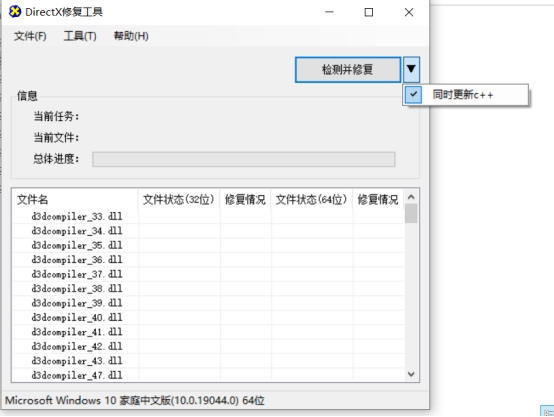 DirectX修复工具
文件(F) 工具(T) 帮助(H)
检测并修复
同时更新c++
信息
当前任务:
当前文件:
总体进度:
文件名 文件状态(32位) 修复情况 文件状态(64位) 修复情况
d3dcompiler_33.dll
d3dcompiler_34.dll
d3dcompiler_35.dll
d3dcompiler_36.dll
d3dcompiler_37.dll
d3dcompiler_38.dll
d3dcompiler_39.dll
d3dcompiler_40.dll
d3dcompiler_41.dll
d3dcompiler_42.dll
d3dcompiler_43.dll
d3dcompiler_47.dll
Microsoft Windows 10 家庭中文版(10.0.19044.0) 64位